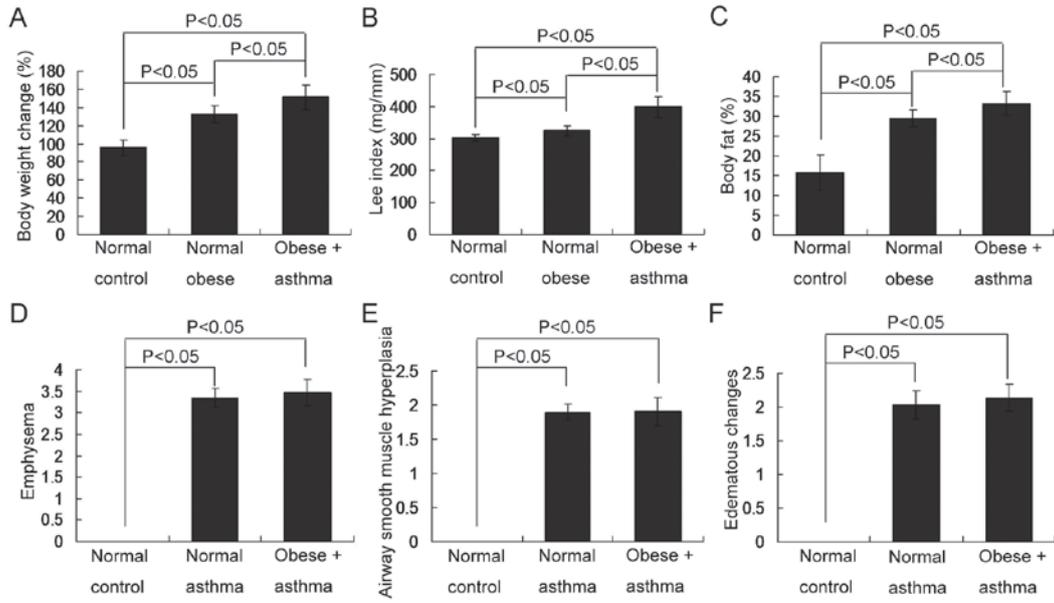 A
P<0.05
P<0.05
P<0.05
Body weight change (%)
180
160
140
120
100
80
60
40
20
0
Normal control
Normal obese
Obese + asthma
B
P<0.05
P<0.05
P<0.05
Lee index (mg/mm)
500
400
300
200
100
0
Normal control
Normal obese
Obese + asthma
C
P<0.05
P<0.05
P<0.05
Body fat (%)
40
35
30
25
20
15
10
5
0
Normal control
Normal obese
Obese + asthma
D
P<0.05
P<0.05
Emphysema
4
3.5
3
2.5
2
1.5
1
0.5
0
Normal control
Normal asthma
Obese + asthma
E
P<0.05
P<0.05
Airway smooth muscle hyperplasia
2.5
2
1.5
1
0.5
0
Normal control
Normal asthma
Obese + asthma
F
P<0.05
P<0.05
Edematous changes
2.5
2
1.5
1
0.5
0
Normal control
Normal asthma
Obese + asthma